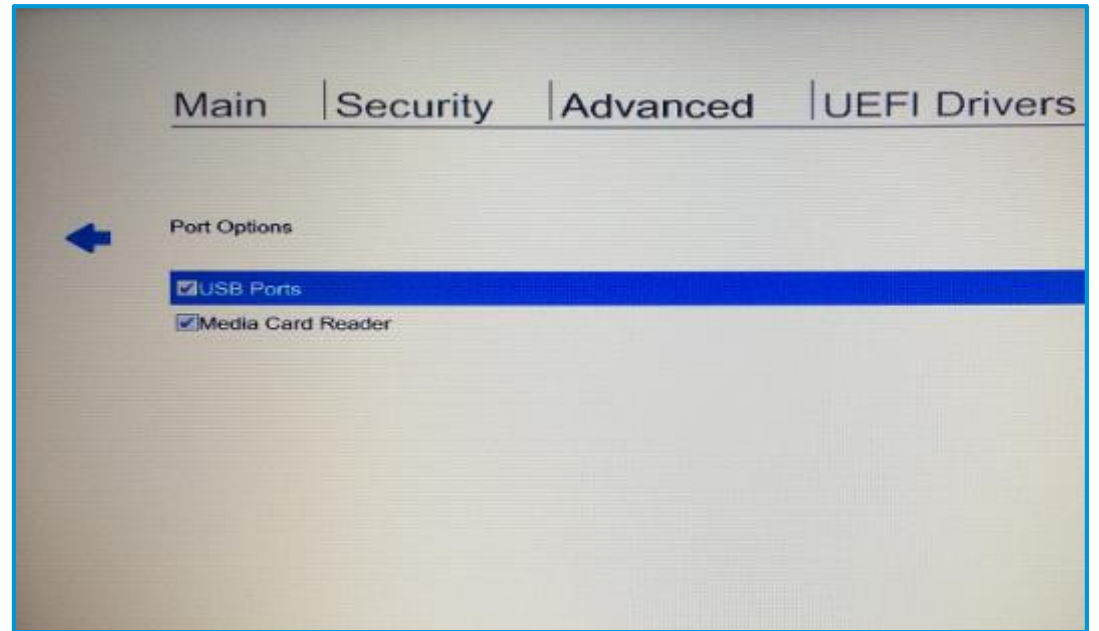 Main Security Advanced UEFI Drivers
Port Options
USB Ports
Media Card Reader